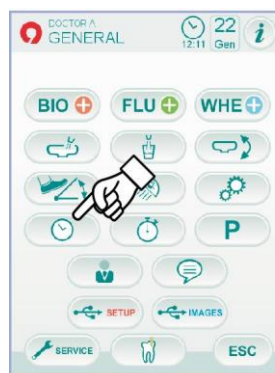 DOCTOR A
GENERAL
12:11
22
Gen
i
BIO
FLU
WHE
P
SETUP
IMAGES
SERVICE
ESC